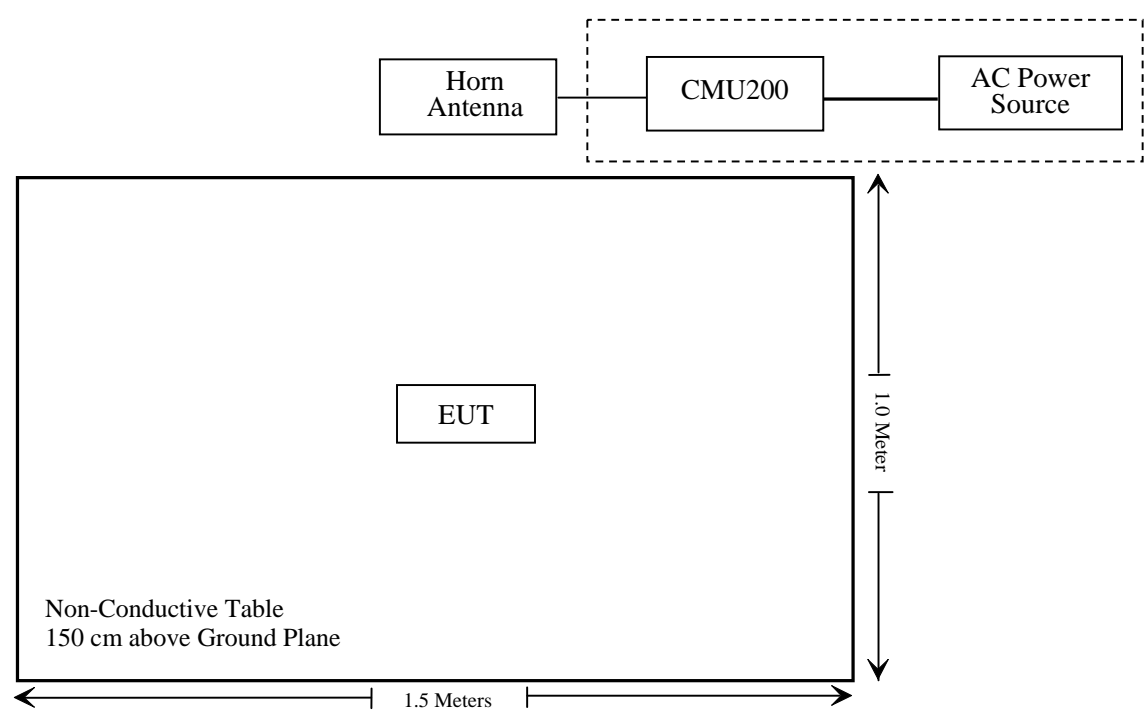 Horn
Antenna
CMU200
AC Power
Source
EUT
1.0 Meter
Non-Conductive Table
150 cm above Ground Plane
1.5 Meters